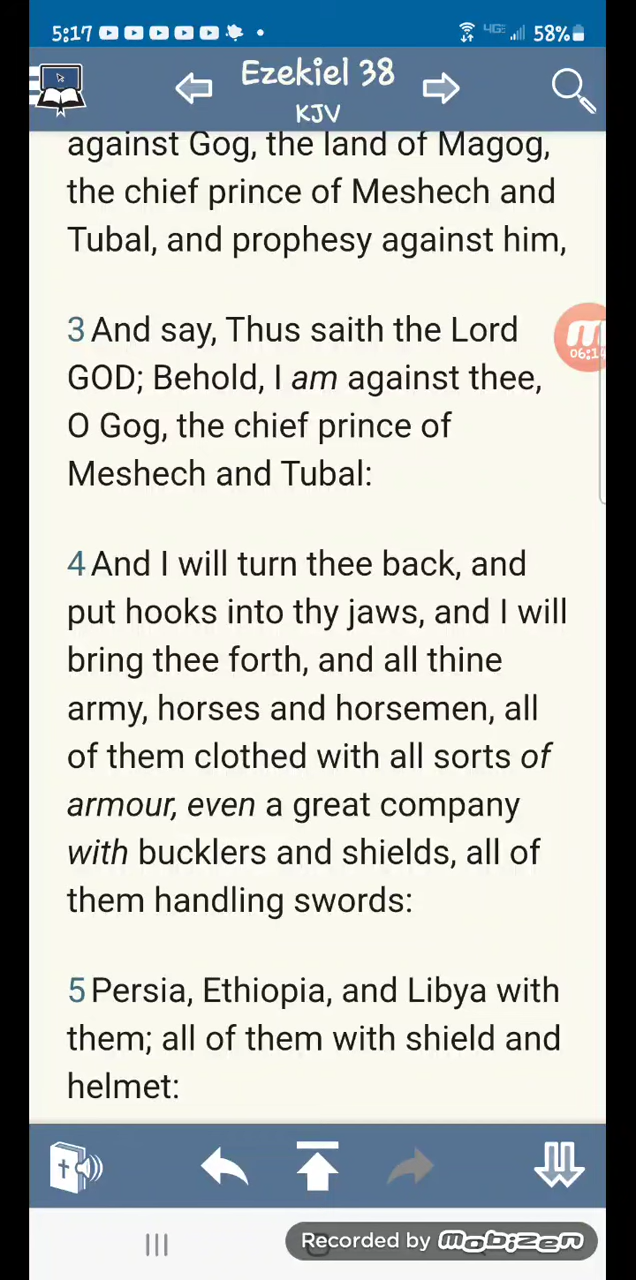 5:17
4GE 58%
Ezekiel 38
KJV
against Gog, the land of Magog,
the chief prince of Meshech and
Tubal, and prophesy against him,
3 And say, Thus saith the Lord
GOD; Behold, I am against thee,
O Gog, the chief prince of
Meshech and Tubal:
4 And I will turn thee back, and
put hooks into thy jaws, and I will
bring thee forth, and all thine
army, horses and horsemen, all
of them clothed with all sorts of
armour, even a great company
with bucklers and shields, all of
them handling swords:
5 Persia, Ethiopia, and Libya with
them; all of them with shield and
helmet:
Recorded by mobizen